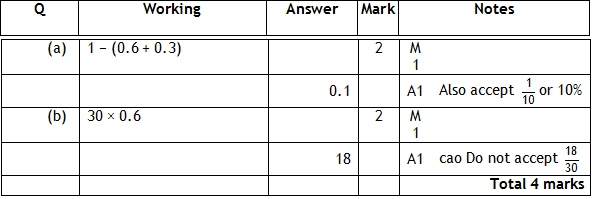 Q Working Answer Mark Notes
(a) 1 – (0.6 + 0.3) 2 M
1
0.1 A1 Also accept 1/10 or 10%
(b) 30 × 0.6 2 M
1
18 A1 cao Do not accept 18/30
Total 4 marks